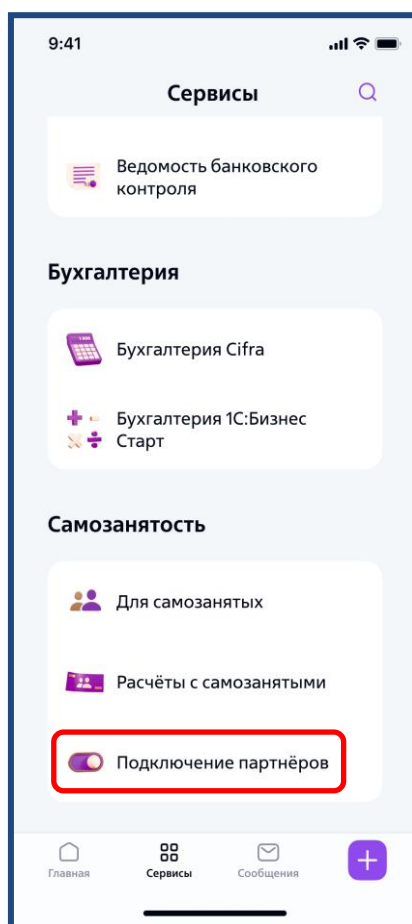 9:41
Сервисы
Ведомость банковского
контроля
Бухгалтерия
Бухгалтерия Cifra
Бухгалтерия 1С:Бизнес
Старт
Самозанятость
Для самозанятых
Расчёты с самозанятыми
Подключение партнёров
Главная Сервисы Сообщения